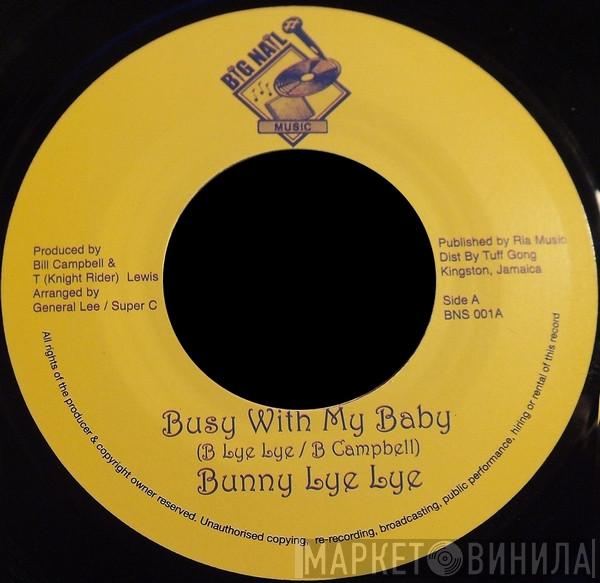 BIG NAIL
MUSIC
Produced by
Bill Campbell &
T (Knight Rider) Lewis
Arranged by
General Lee / Super C
Published by Ria Music
Dist By Tuff Gong
Kingston, Jamaica
Side A
BNS 001A
Busy With My Baby
(B Lye Lye / B Campbell)
Bunny Lye Lye
All rights of the producer & copyright owner reserved. Unauthorised copying, re-recording, broadcasting, public performance, hiring or rental of this record
МАРКЕТ ВИНИЛА